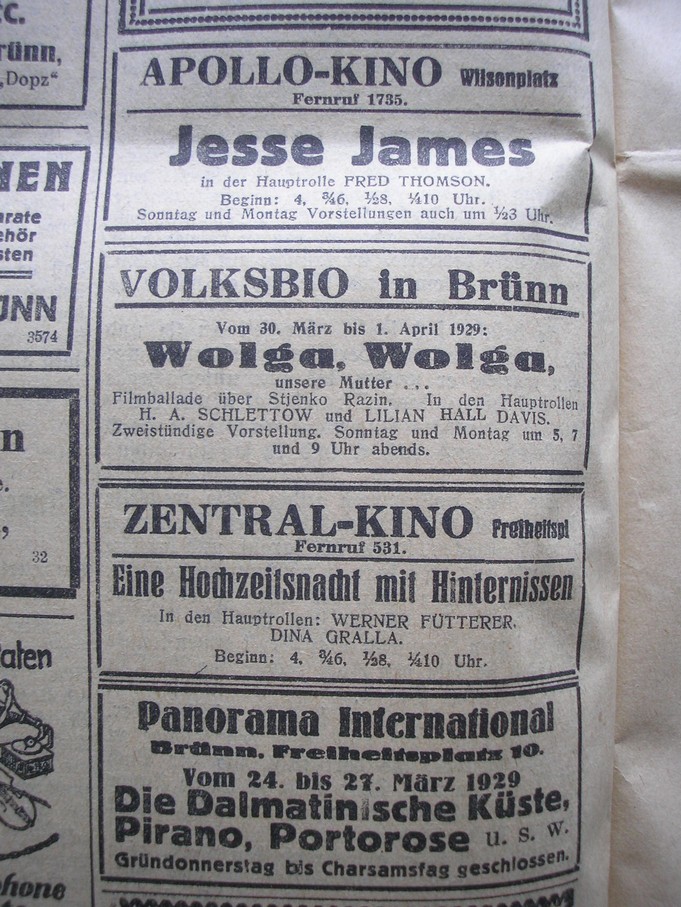 EC.
rünn,
„Dopz“
NEN
arate
ehör
sten
ÜNN
3574
n
e.
,
32
aten
phone
APOLLO-KINO Wilsonplatz
Fernruf 1735.
Jesse James
in der Hauptrolle FRED THOMSON.
Beginn: 4, ¾6, ½8, ¼10 Uhr.
Sonntag und Montag Vorstellungen auch um ½3 Uhr.
VOLKSBIO in Brünn
Vom 30. März bis 1. April 1929:
Wolga, Wolga,
unsere Mutter ...
Filmballade über Stjenko Razin. In den Hauptrollen
H. A. SCHLETTOW und LILIAN HALL DAVIS.
Zweistündige Vorstellung. Sonntag und Montag um 5, 7
und 9 Uhr abends.
ZENTRAL-KINO Freiheitspl
Fernruf 531.
Eine Hochzeitsnacht mit Hinternissen
In den Hauptrollen: WERNER FÜTTERER.
DINA GRALLA.
Beginn: 4, ¾6, ½8, ¼10 Uhr.
Panorama International
Brünn, Freiheitsplatz 10.
Vom 24. bis 27. März 1929
Die Dalmatinische Küste,
Pirano, Portorose u. s. w.
Gründonnerstag bis Charsamsfag geschlossen.